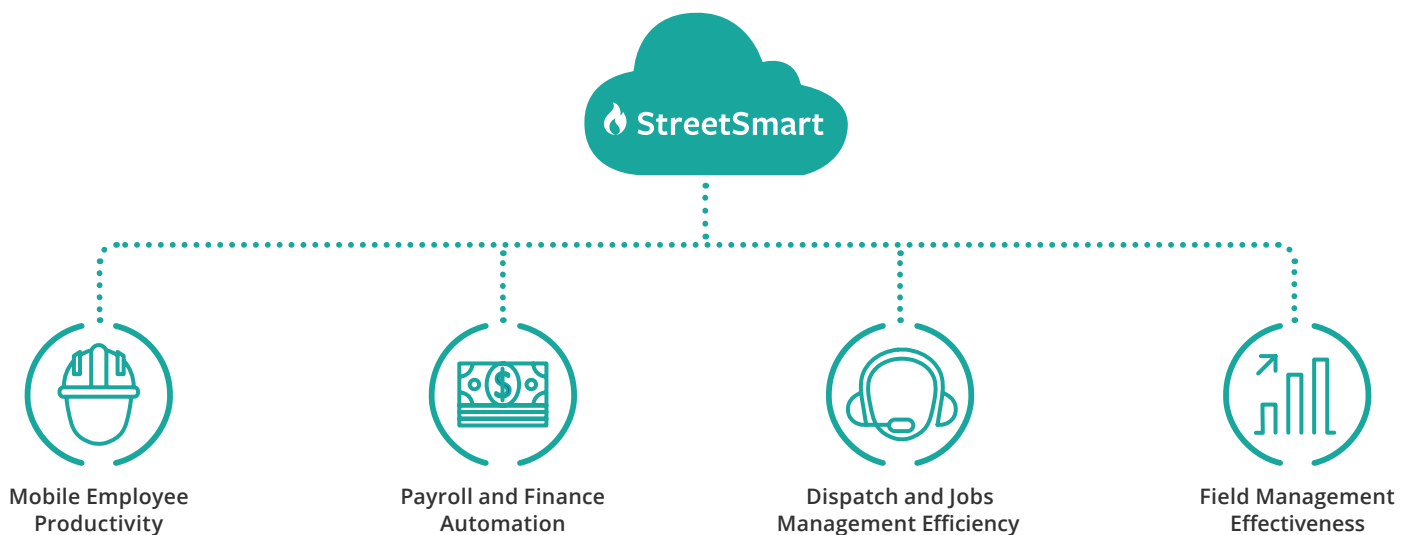 StreetSmart
Mobile Employee
Productivity
Payroll and Finance
Automation
Dispatch and Jobs
Management Efficiency
Field Management
Effectiveness